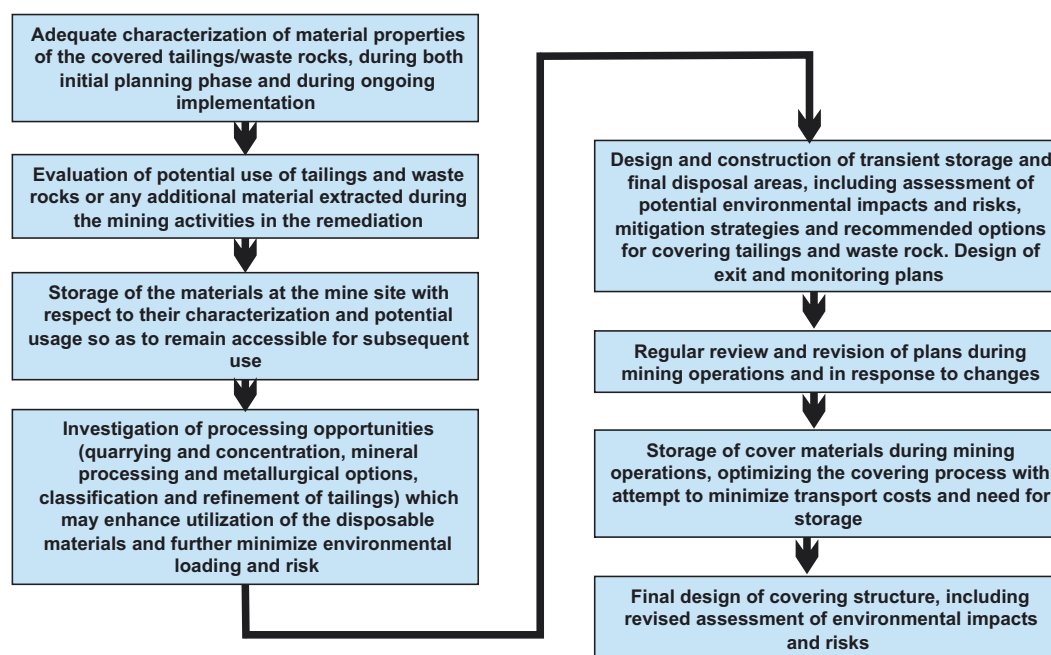 Adequate characterization of material properties
of the covered tailings/waste rocks, during both
initial planning phase and during ongoing
implementation
Evaluation of potential use of tailings and waste
rocks or any additional material extracted during
the mining activities in the remediation
Storage of the materials at the mine site with
respect to their characterization and potential
usage so as to remain accessible for subsequent
use
Investigation of processing opportunities
(quarrying and concentration, mineral
processing and metallurgical options,
classification and refinement of tailings) which
may enhance utilization of the disposable
materials and further minimize environmental
loading and risk
Design and construction of transient storage and
final disposal areas, including assessment of
potential environmental impacts and risks,
mitigation strategies and recommended options
for covering tailings and waste rock. Design of
exit and monitoring plans
Regular review and revision of plans during
mining operations and in response to changes
Storage of cover materials during mining
operations, optimizing the covering process with
attempt to minimize transport costs and need for
storage
Final design of covering structure, including
revised assessment of environmental impacts
and risks